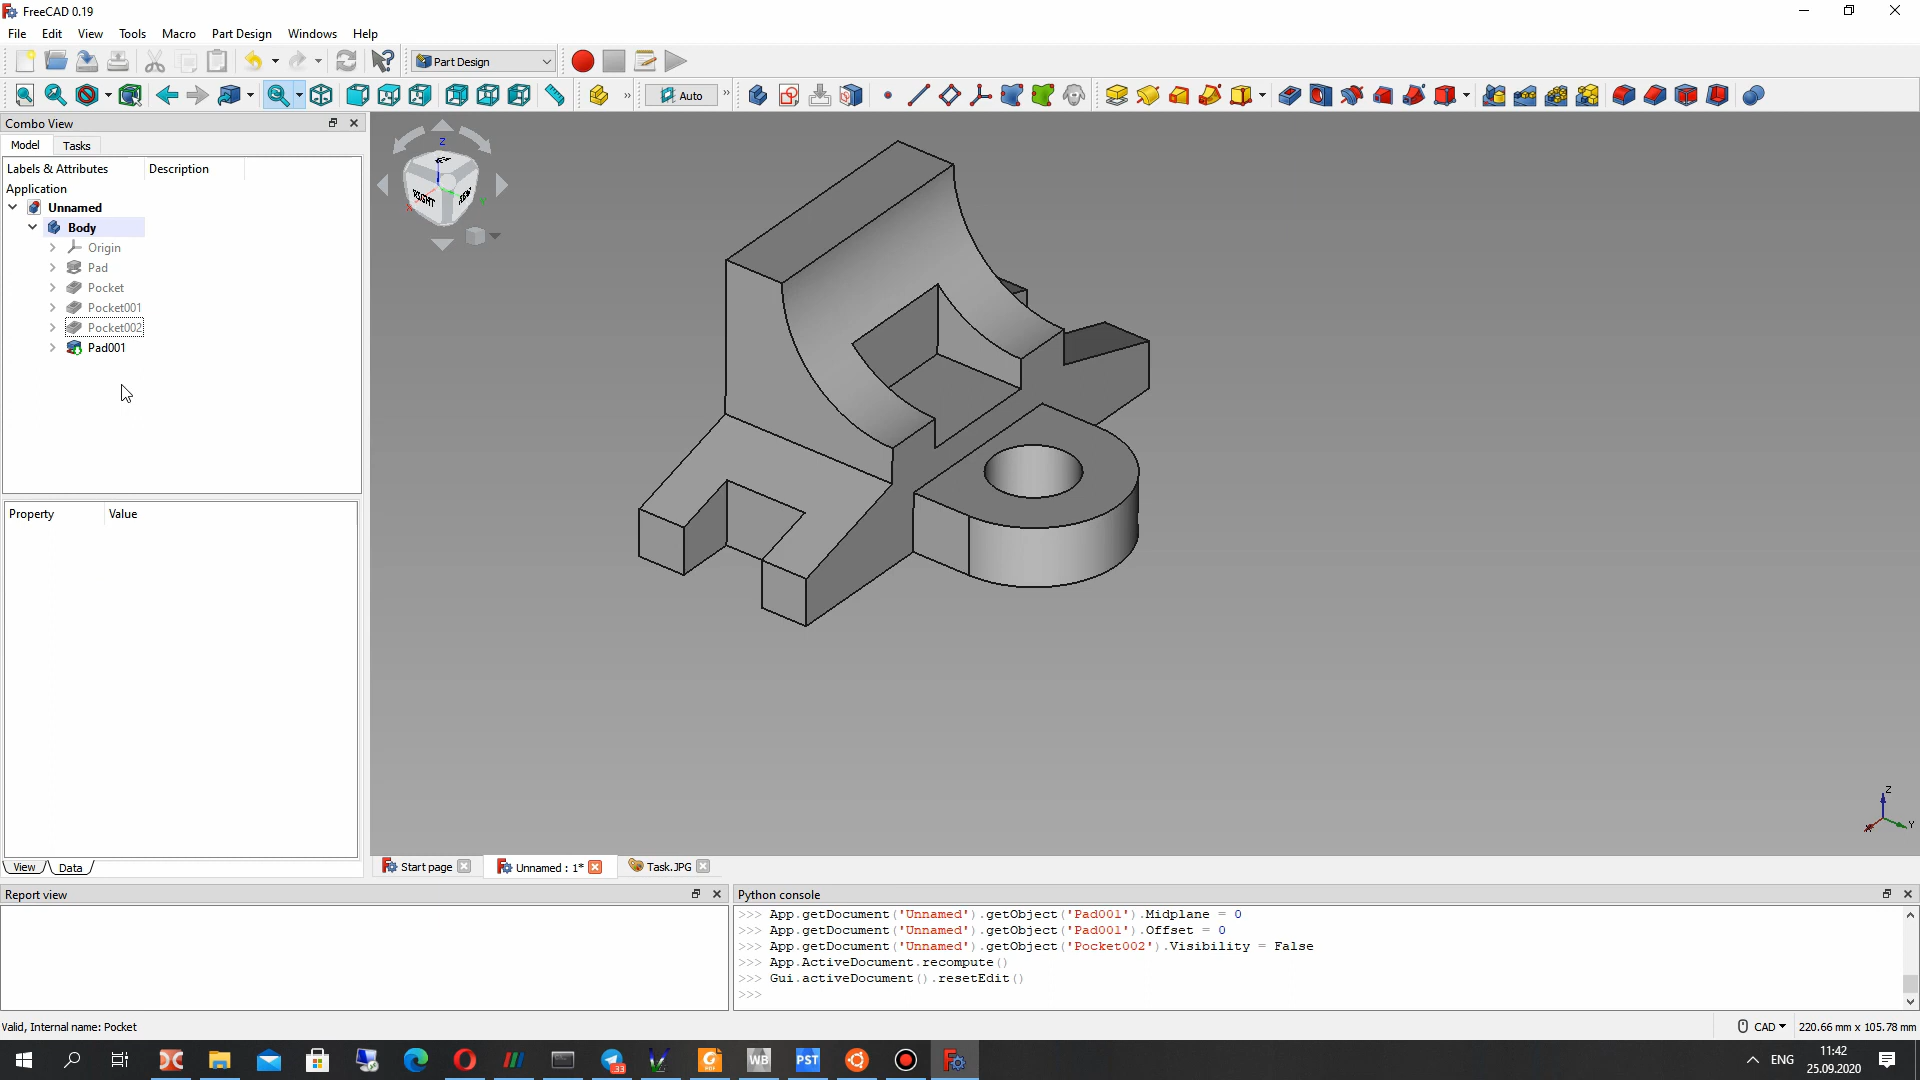 FreeCAD 0.19
File Edit View Tools Macro Part Design Windows Help
Part Design
Auto
Combo View
Model Tasks
Labels & Attributes Description
Application
Unnamed
Body
Origin
Pad
Pocket
Pocket001
Pocket002
Pad001
Property Value
View Data
Z
RIGHT
X
Z
X Y
Start page Unnamed : 1* Task.JPG
Report view
Python console
>>> App.getDocument('Unnamed').getObject('Pad001').Midplane = 0
>>> App.getDocument('Unnamed').getObject('Pad001').Offset = 0
>>> App.getDocument('Unnamed').getObject('Pocket002').Visibility = False
>>> App.ActiveDocument.recompute()
>>> Gui.activeDocument().resetEdit()
>>>
Valid, Internal name: Pocket
CAD 220.66 mm x 105.78 mm
33 G WB PST
ENG
11:42
25.09.2020